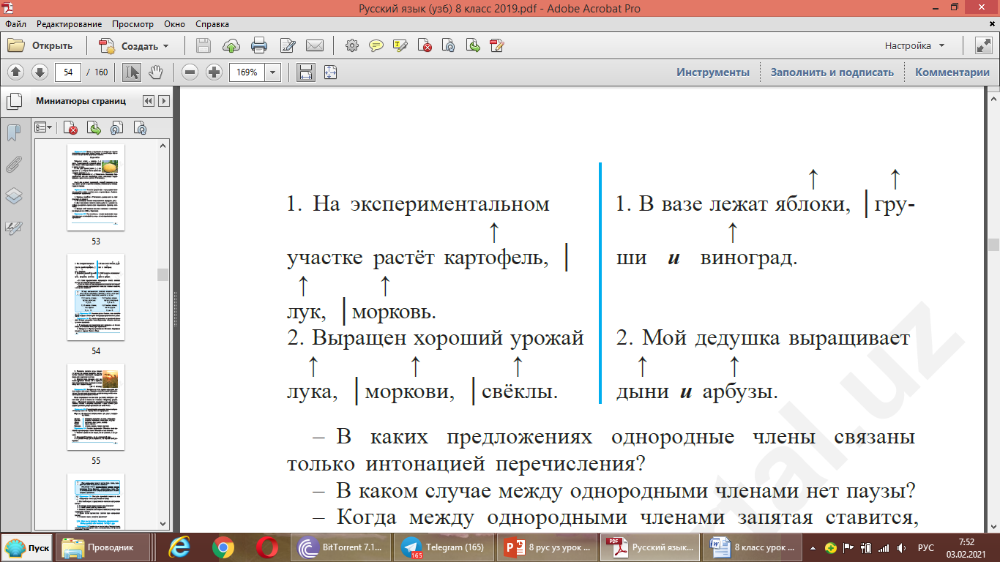 Русский язык (узб) 8 класс 2019.pdf - Adobe Acrobat Pro
Файл Редактирование Просмотр Окно Справка
Открыть Создать Настройка
54 / 160 169% Инструменты Заполнить и подписать Комментарии
Миниатюры страниц
53
54
55
1. На экспериментальном
участке растёт картофель, |
лук, | морковь.
2. Выращен хороший урожай
лука, | моркови, | свёклы.
1. В вазе лежат яблоки, | гру-
ши и виноград.
2. Мой дедушка выращивает
дыни и арбузы.
– В каких предложениях однородные члены связаны
только интонацией перечисления?
– В каком случае между однородными членами нет паузы?
– Когда между однородными членами запятая ставится,
tal.uz
Пуск Проводник BitTorrent 7.1... Telegram (165) 165 8 рус уз урок ... PDF Русский язык... 8 класс урок ... РУС 7:52
03.02.2021